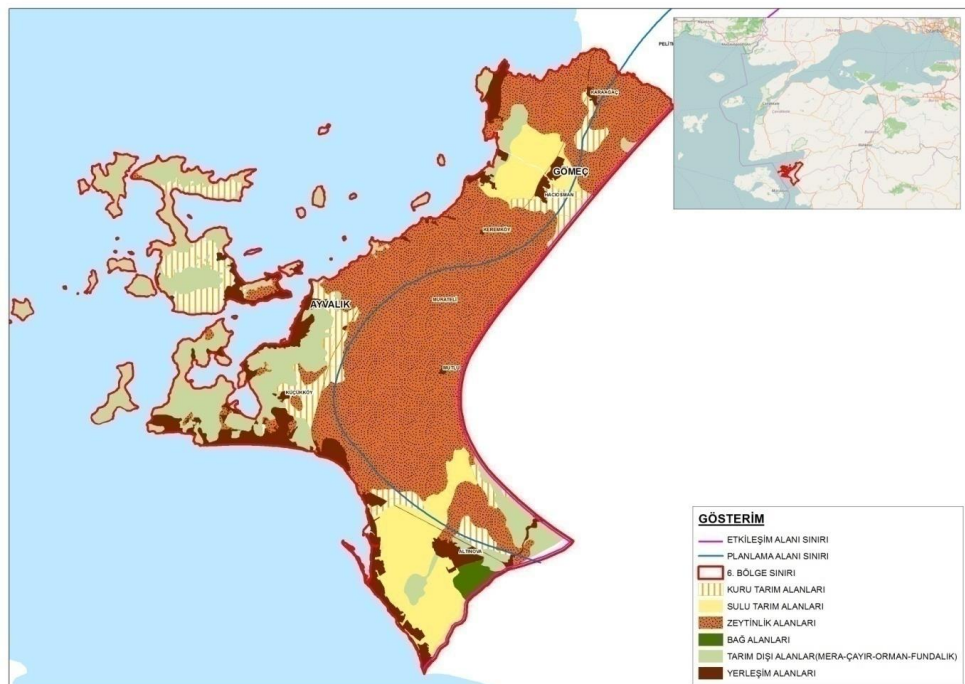 PELİT
KARAAĞAÇ
GÖMEÇ
HACIOSMAN
KEREMKÖY
MURATELİ
AYVALIK
MUTLU
KÜÇÜKKÖY
ALTINOVA
GÖSTERİM
ETKİLEŞİM ALANI SINIRI
PLANLAMA ALANI SINIRI
6. BÖLGE SINIRI
KURU TARIM ALANLARI
SULU TARIM ALANLARI
ZEYTİNLİK ALANLARI
BAĞ ALANLARI
TARIM DIŞI ALANLAR(MERA-ÇAYIR-ORMAN-FUNDALIK)
YERLEŞİM ALANLARI